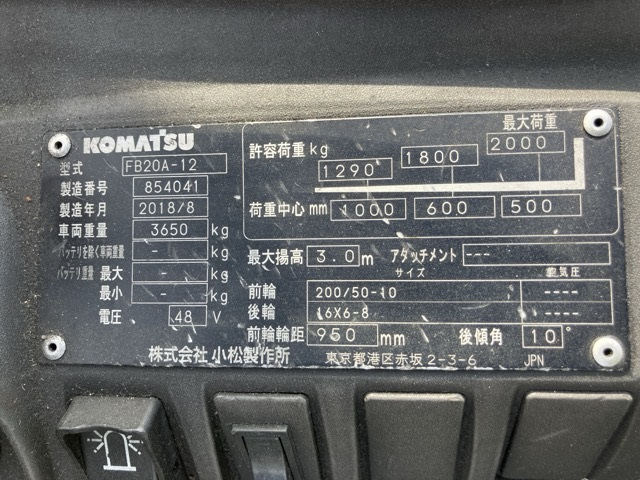 KOMATSU
型式 FB20A-12
製造番号 854041
製造年月 2018/8
車両重量 3650 kg
バッテリを除く車両重量 - kg
バッテリ重量 最大 - kg
最小 - kg
電圧 48 V
最大荷重
許容荷重 kg 1290 1800 2000
荷重中心 mm 1000 600 500
最大揚高 3.0 m アタッチメント ---
サイズ 空気圧
前輪 200/50-10 ----
後輪 16X6-8 ----
前輪輪距 950 mm 後傾角 10°
株式会社 小松製作所 東京都港区赤坂 2-3-6 JPN